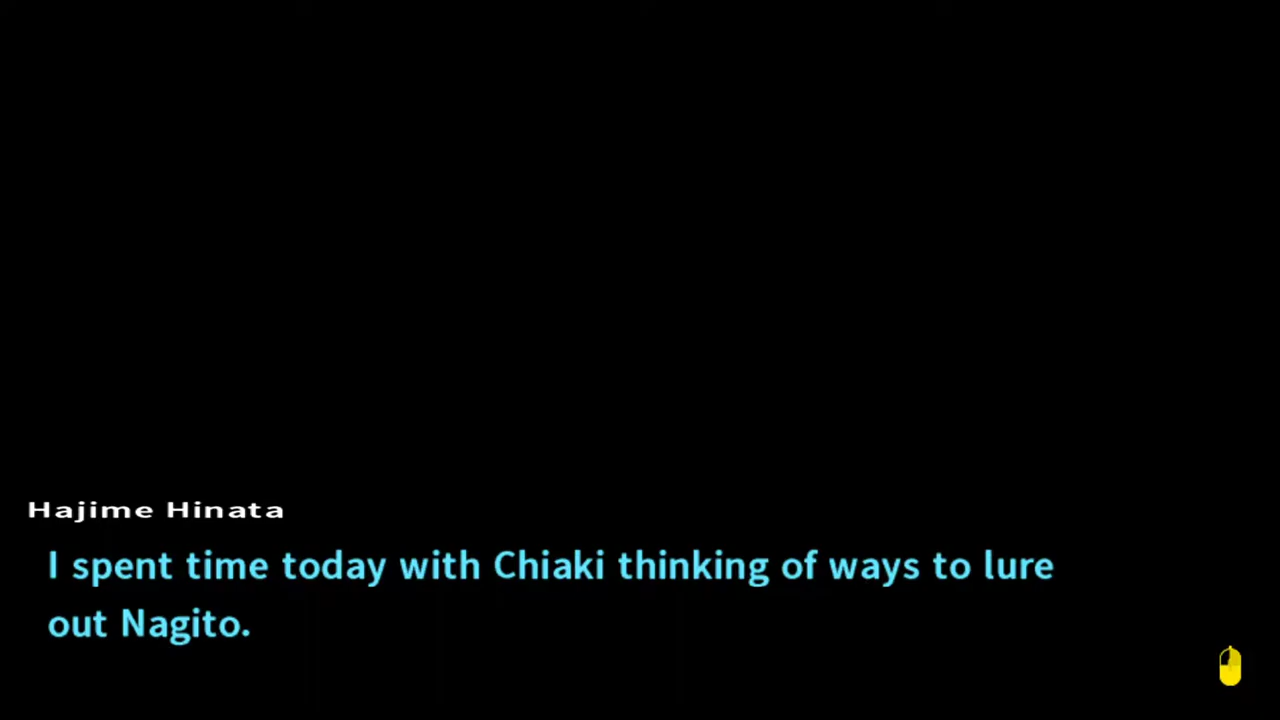 Hajime Hinata
I spent time today with Chiaki thinking of ways to lure
out Nagito.